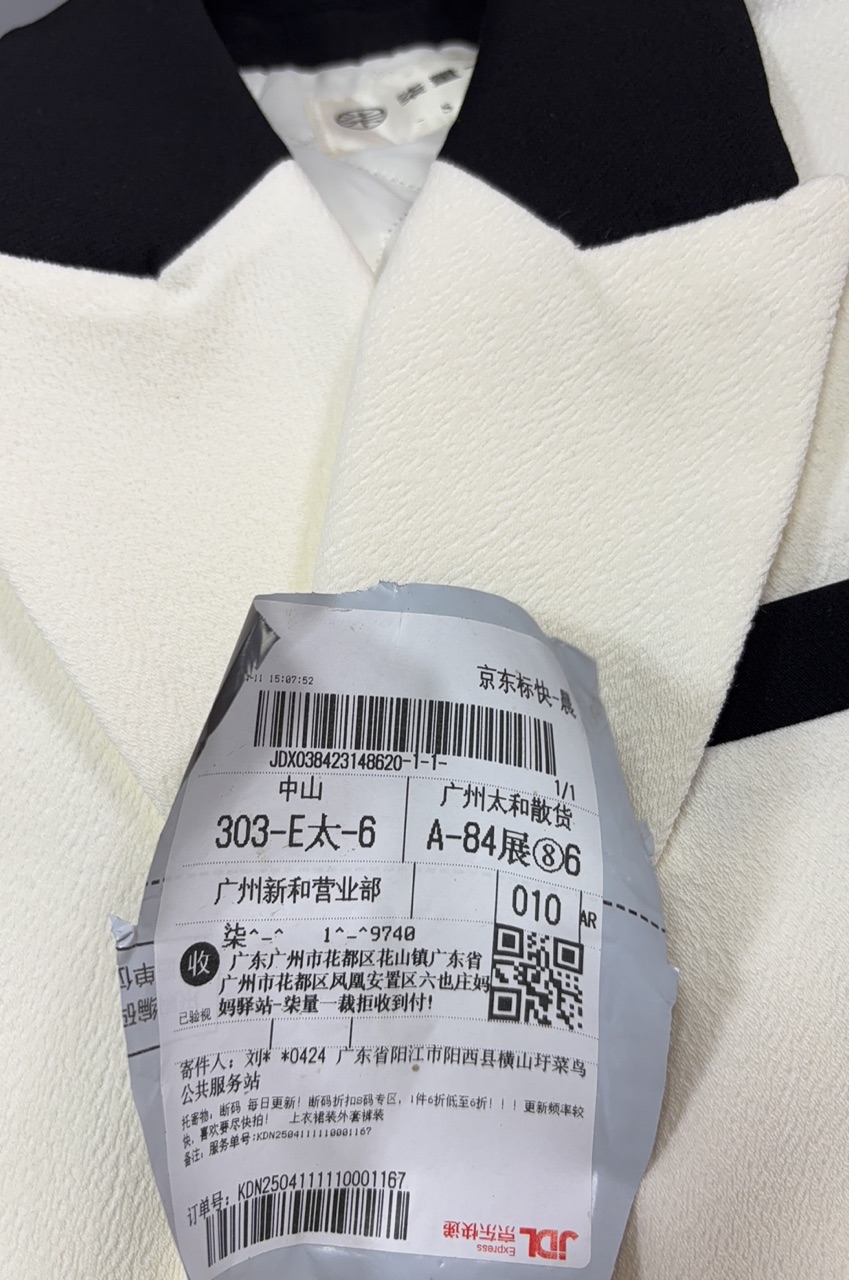 柒
S
-11 15:07:52
京东标快-晨
JDX038423148620-1-1-
1/1
中山
广州太和散货
303-E太-6
A-84展⑧6
广州新和营业部
010
AR
柒^-^ 1^-^9740
收
广东广州市花都区花山镇广东省
广州市花都区凤凰安置区六也庄妈
妈驿站-柒量一裁拒收到付!
已验视
寄件人: 刘* *0424 广东省阳江市阳西县横山圩菜鸟
公共服务站
托寄物: 断码 每日更新! 断码折扣S码专区, 1件6折低至6折!!! 更新频率较
快, 喜欢要尽快拍! 上衣裙装外套裤装
备注: 服务单号:KDN2504111110001167
订单号: KDN2504111110001167
JDL 京东快递
Express
单位
编码